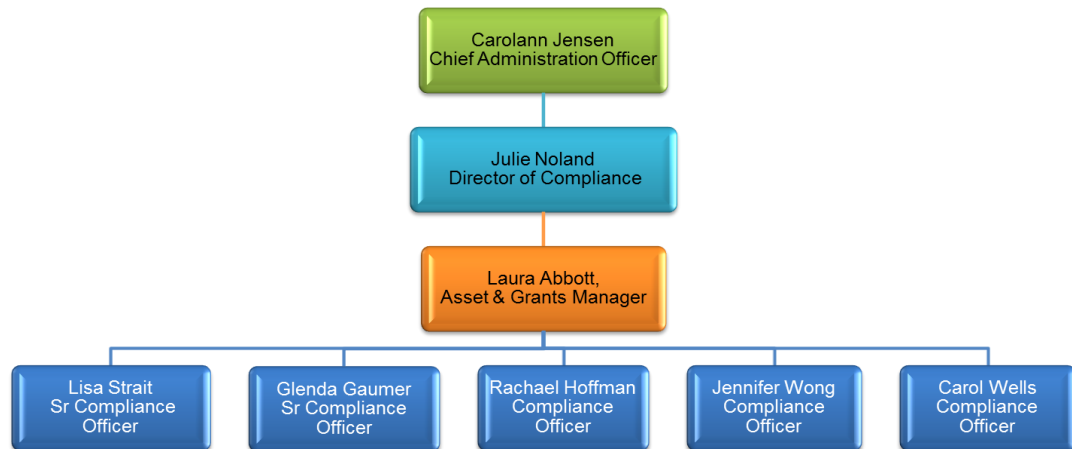 Carolann Jensen
Chief Administration Officer
Julie Noland
Director of Compliance
Laura Abbott,
Asset & Grants Manager
Lisa Strait
Sr Compliance
Officer
Glenda Gaumer
Sr Compliance
Officer
Rachael Hoffman
Compliance
Officer
Jennifer Wong
Compliance
Officer
Carol Wells
Compliance
Officer